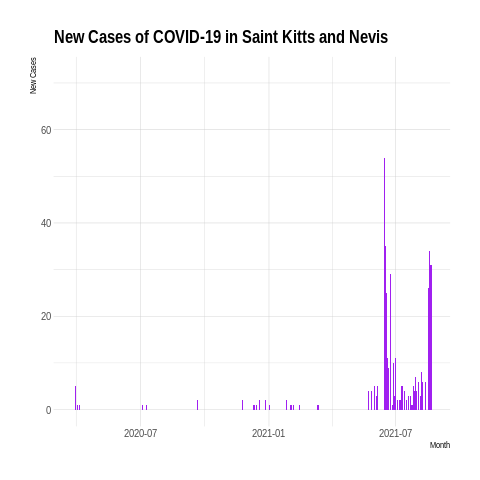 New Cases of COVID-19 in Saint Kitts and Nevis
New Cases
60
40
20
0
2020-07
2021-01
2021-07
Month